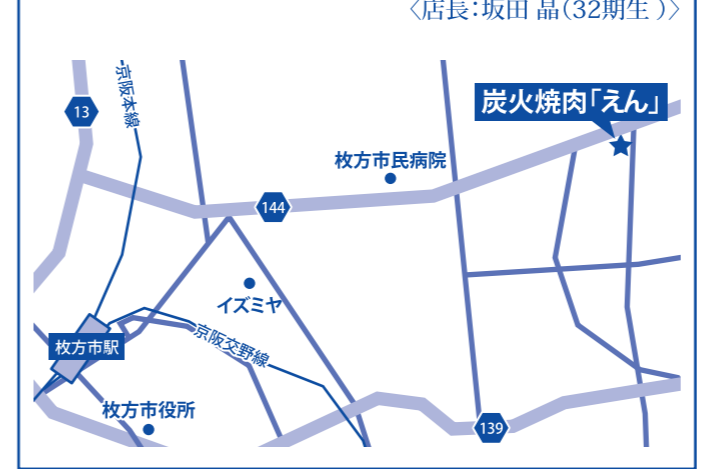 〈店長：坂田 晶（32期生 ）〉
京阪本線
13
炭火焼肉「えん」
枚方市民病院
144
イズミヤ
京阪交野線
枚方市駅
枚方市役所
139